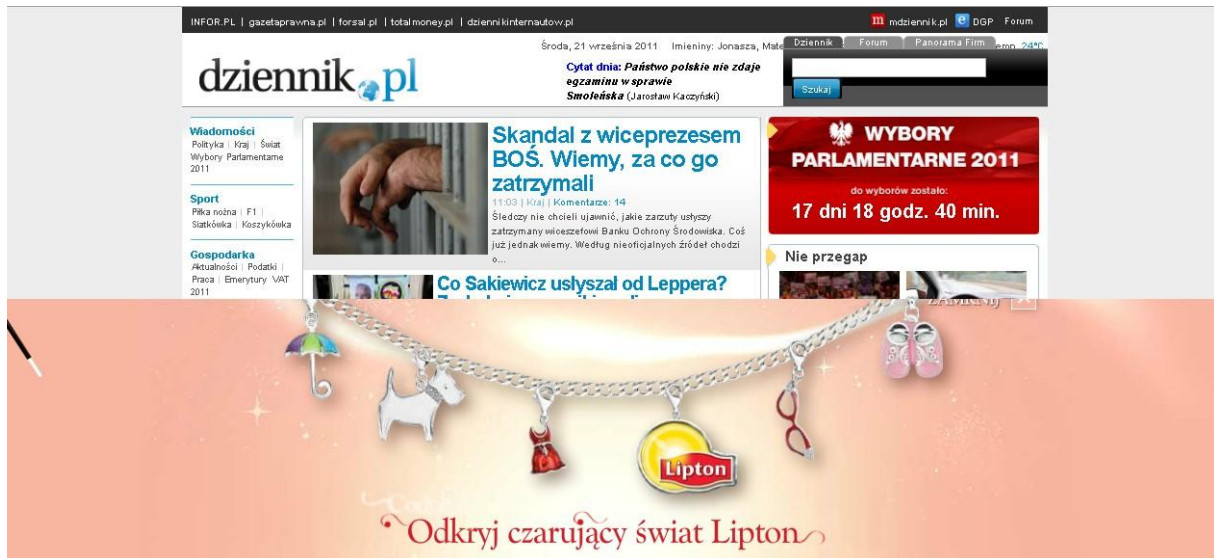 INFOR.PL | gazetaprawna.pl | forsal.pl | totalmoney.pl | dziennikinternautow.pl
m mdziennik.pl e DGP Forum
Środa, 21 września 2011 Imieniny: Jonasza, Mate
Dziennik Forum Panorama Firm emp. 24°C
dziennik.pl
Cytat dnia: Państwo polskie nie zdaje
egzaminu w sprawie
Smoleńska (Jarosław Kaczyński)
Szukaj
Wiadomości
Polityka | Kraj | Świat
Wybory Parlamentarne
2011
Sport
Piłka nożna | F1 |
Siatkówka | Koszykówka
Gospodarka
Aktualności | Podatki |
Praca | Emerytury VAT
2011
Skandal z wiceprezesem
BOŚ. Wiemy, za co go
zatrzymali
11:03 | Kraj | Komentarze: 14
Śledczy nie chcieli ujawnić, jakie zarzuty usłyszy
zatrzymany wiceszefowi Banku Ochrony Środowiska. Coś
już jednak wiemy. Według nieoficjalnych źródeł chodzi
o...
Co Sakiewicz usłyszał od Leppera?
WYBORY
PARLAMENTARNE 2011
do wyborów zostało:
17 dni 18 godz. 40 min.
Nie przegap
ZAMKNIJ X
Lipton
Odkryj czarujący świat Lipton